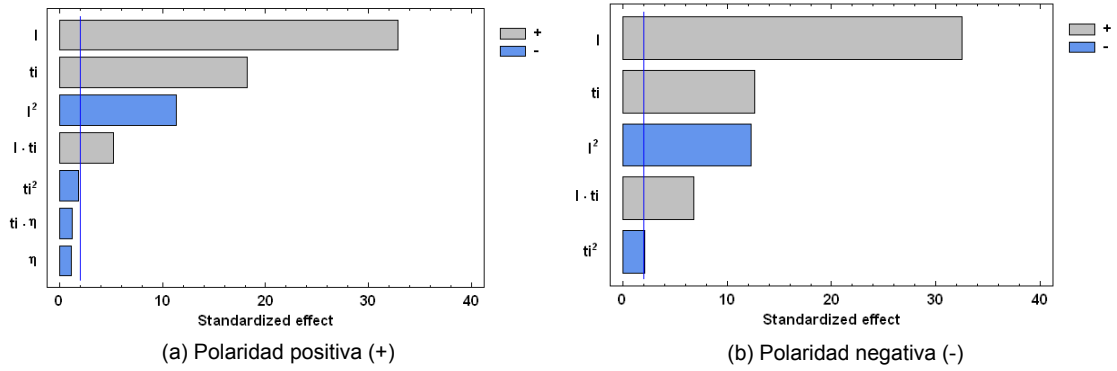 I
ti
I²
I · ti
ti²
ti · η
η
0 10 20 30 40
Standardized effect
+
-
(a) Polaridad positiva (+)
I
ti
I²
I · ti
ti²
0 10 20 30 40
Standardized effect
+
-
(b) Polaridad negativa (-)